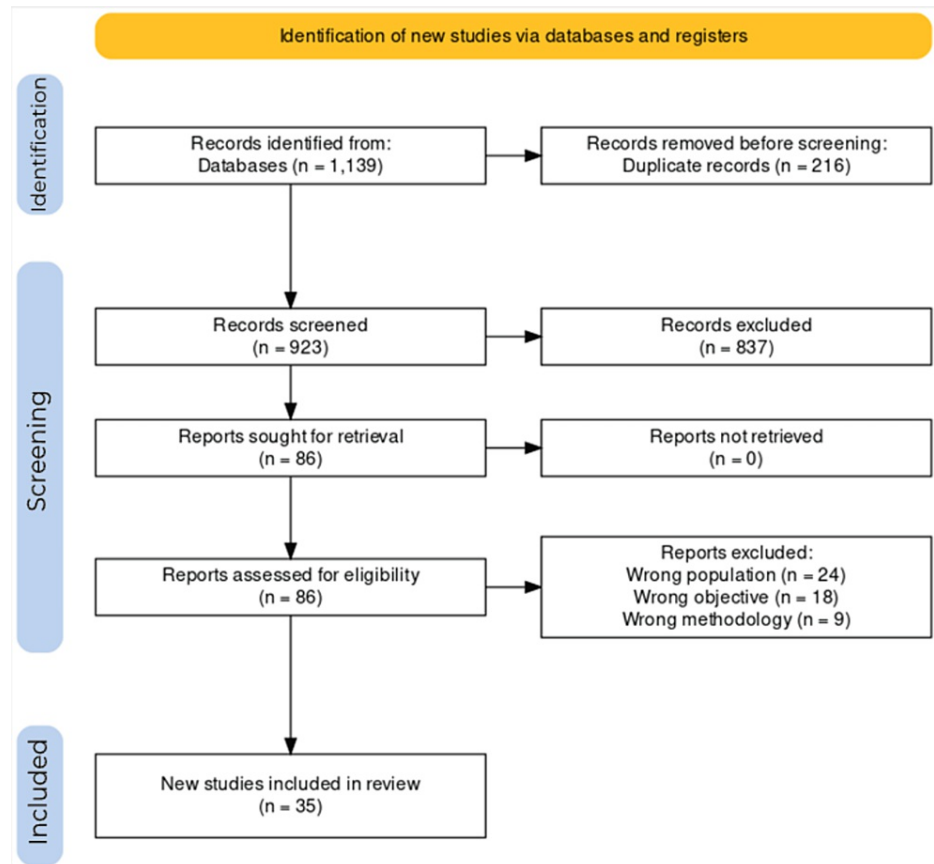 Identification of new studies via databases and registers
Identification
Records identified from:
Databases (n = 1,139)
Records removed before screening:
Duplicate records (n = 216)
Screening
Records screened
(n = 923)
Records excluded
(n = 837)
Reports sought for retrieval
(n = 86)
Reports not retrieved
(n = 0)
Reports assessed for eligibility
(n = 86)
Reports excluded:
Wrong population (n = 24)
Wrong objective (n = 18)
Wrong methodology (n = 9)
Included
New studies included in review
(n = 35)